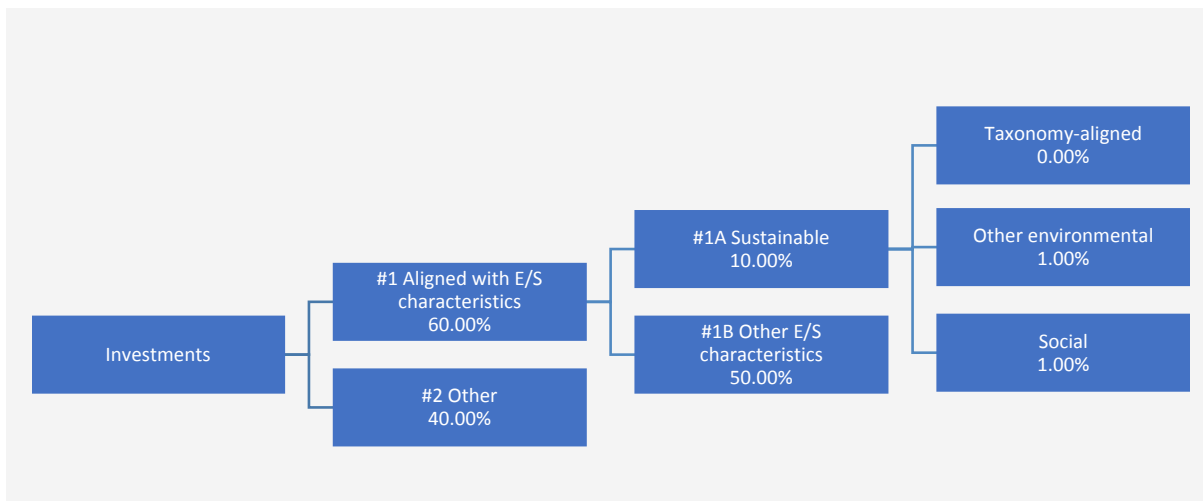 Investments
#1 Aligned with E/S
characteristics
60.00%
#2 Other
40.00%
#1A Sustainable
10.00%
#1B Other E/S
characteristics
50.00%
Taxonomy-aligned
0.00%
Other environmental
1.00%
Social
1.00%